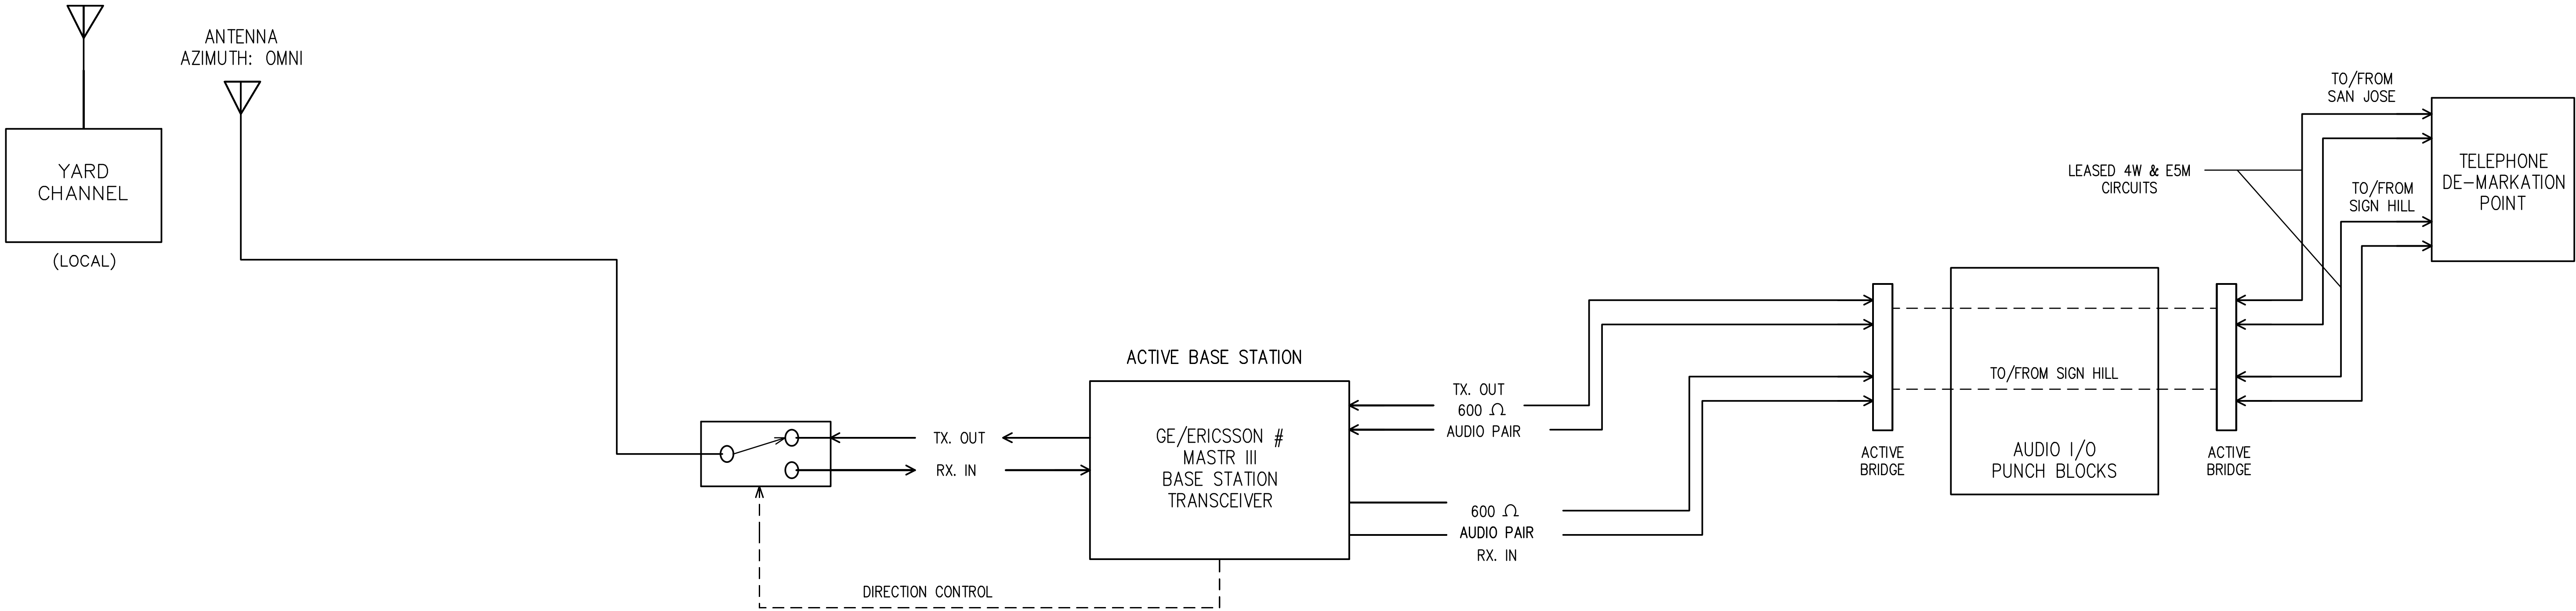 ANTENNA
AZIMUTH: OMNI
YARD
CHANNEL
(LOCAL)
ACTIVE BASE STATION
GE/ERICSSON #
MASTR III
BASE STATION
TRANSCEIVER
TX. OUT
RX. IN
DIRECTION CONTROL
TX. OUT
600 Ω
AUDIO PAIR
600 Ω
AUDIO PAIR
RX. IN
ACTIVE
BRIDGE
TO/FROM SIGN HILL
AUDIO I/O
PUNCH BLOCKS
ACTIVE
BRIDGE
LEASED 4W & E5M
CIRCUITS
TO/FROM
SAN JOSE
TO/FROM
SIGN HILL
TELEPHONE
DE-MARKATION
POINT